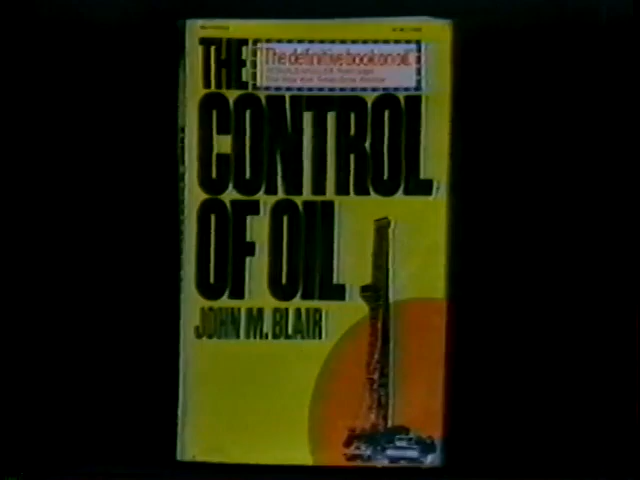 THE
The definitive book on oil.
CONTROL
OF OIL
JOHN M. BLAIR